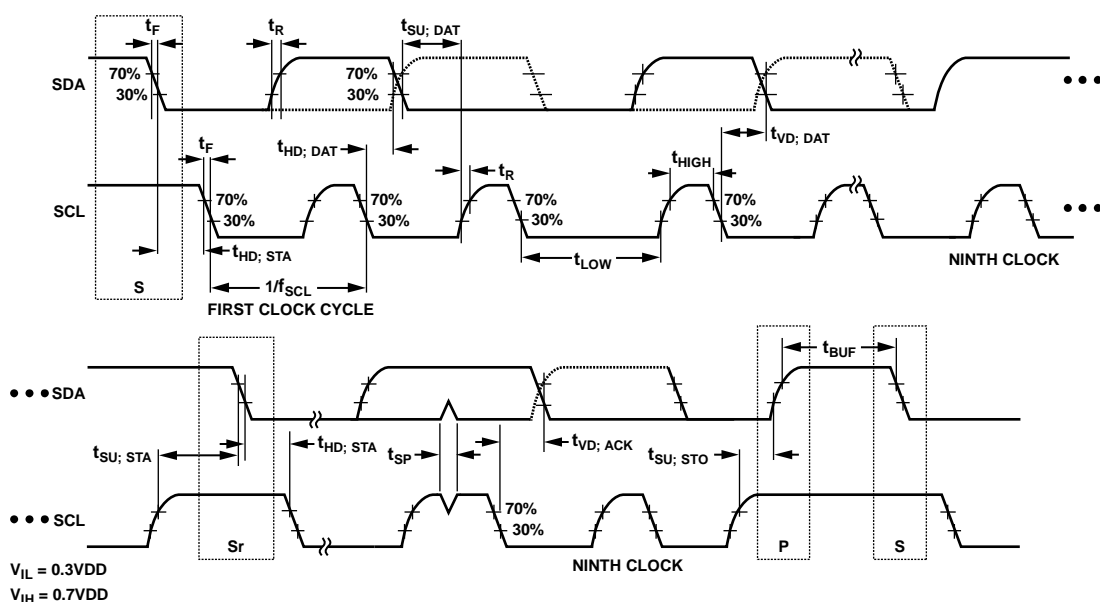 tF tR tSU; DAT
70% 70%
SDA 30% 30% •••
tHD; DAT tVD; DAT
tF tR tHIGH
70% 70% 70% 70%
SCL 30% 30% 30% 30% •••
tHD; STA
tLOW NINTH CLOCK
S 1/fSCL
FIRST CLOCK CYCLE
tBUF
••• SDA
tSU; STA tHD; STA tSP tVD; ACK tSU; STO
70%
••• SCL 30%
Sr P S
NINTH CLOCK
VIL = 0.3VDD
VIH = 0.7VDD